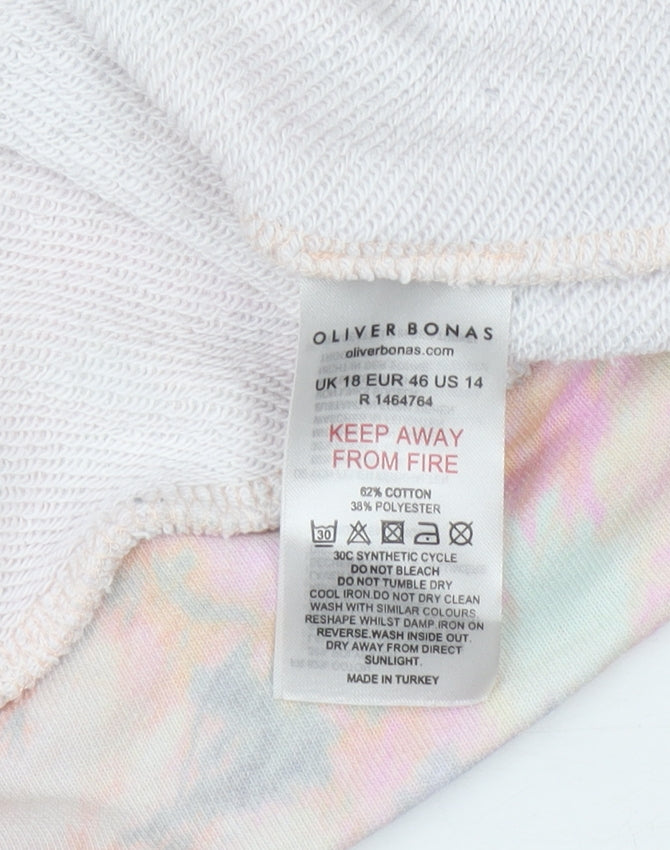 OLIVER BONAS
oliverbonas.com
UK 18 EUR 46 US 14
R 1464764
KEEP AWAY
FROM FIRE
62% COTTON
38% POLYESTER
30
30C SYNTHETIC CYCLE
DO NOT BLEACH
DO NOT TUMBLE DRY
COOL IRON.DO NOT DRY CLEAN
WASH WITH SIMILAR COLOURS.
RESHAPE WHILST DAMP.IRON ON
REVERSE.WASH INSIDE OUT.
DRY AWAY FROM DIRECT
SUNLIGHT.
MADE IN TURKEY